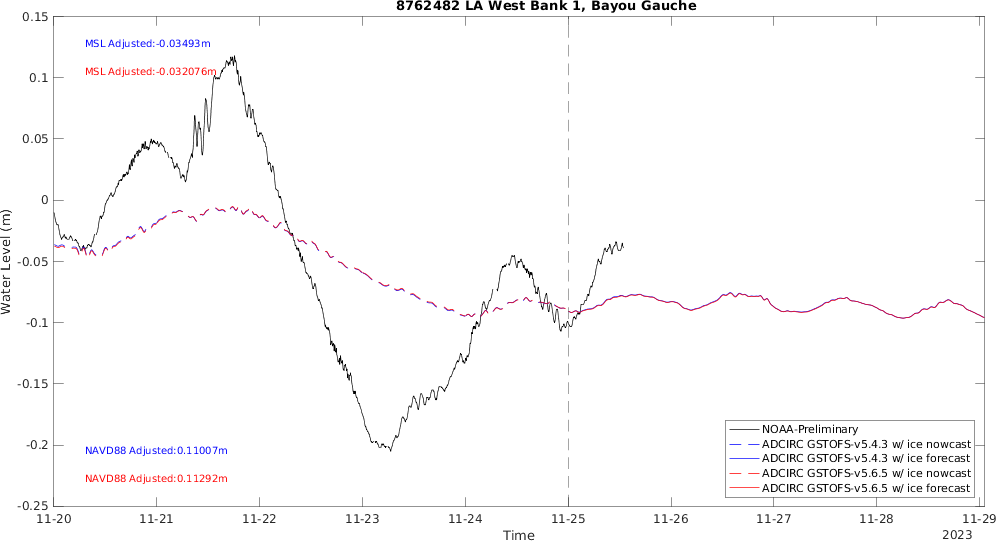 8762482 LA West Bank 1, Bayou Gauche
0.15
0.1
0.05
0
-0.05
-0.1
-0.15
-0.2
-0.25
Water Level (m)
MSL Adjusted:-0.03493m
MSL Adjusted:-0.032076m
NAVD88 Adjusted:0.11007m
NAVD88 Adjusted:0.11292m
NOAA-Preliminary
ADCIRC GSTOFS-v5.4.3 w/ ice nowcast
ADCIRC GSTOFS-v5.4.3 w/ ice forecast
ADCIRC GSTOFS-v5.6.5 w/ ice nowcast
ADCIRC GSTOFS-v5.6.5 w/ ice forecast
11-20 11-21 11-22 11-23 11-24 11-25 11-26 11-27 11-28 11-29
Time
2023